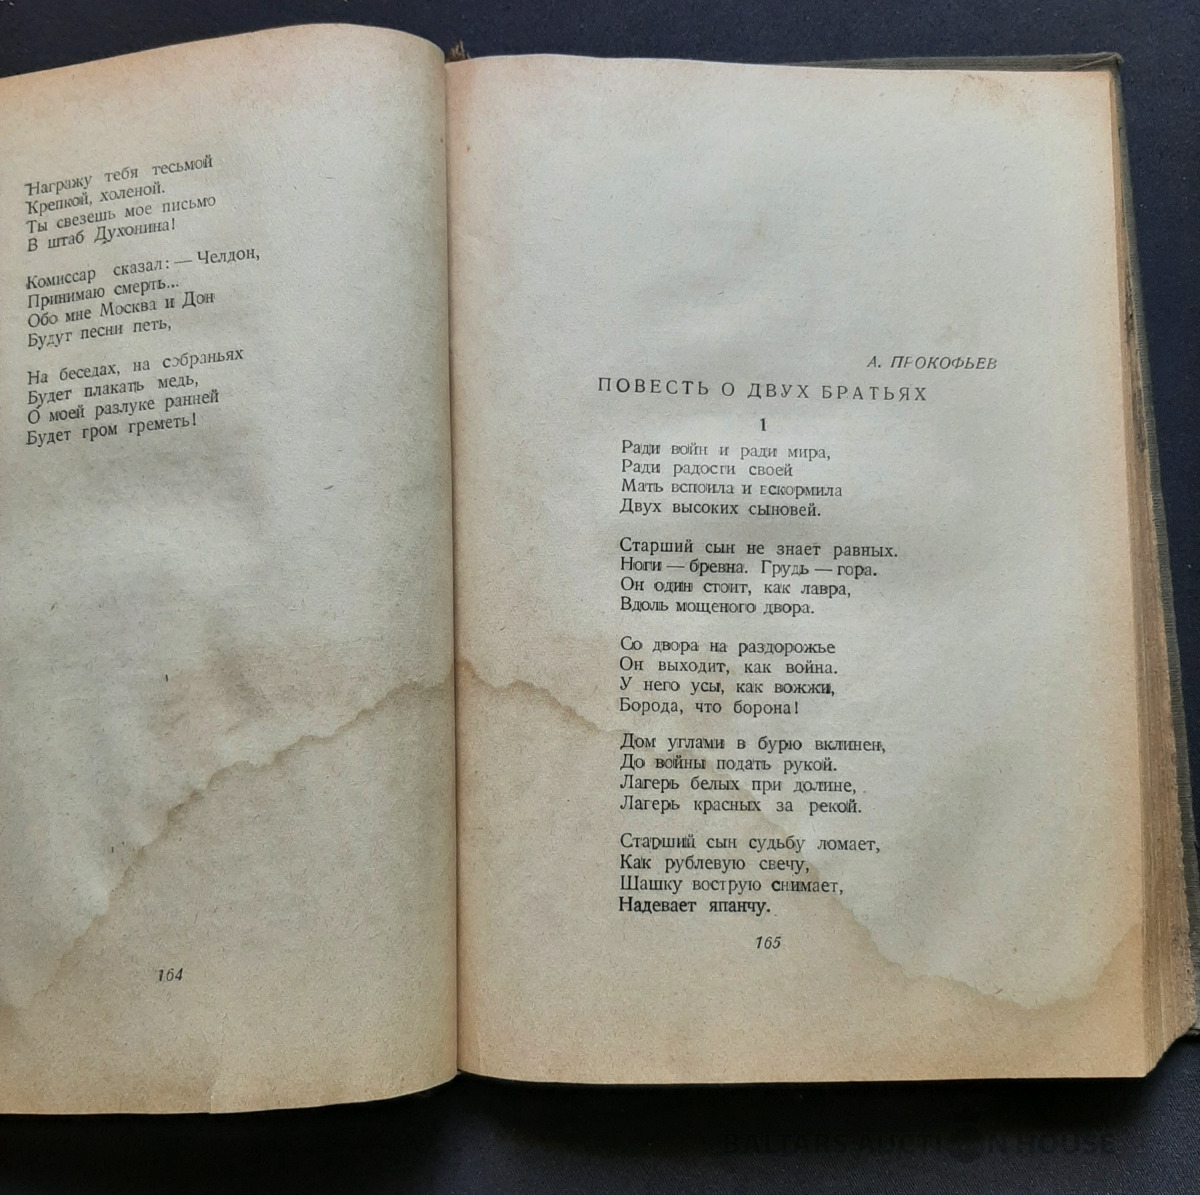 Награжу тебя тесьмой
Крепкой, холеной.
Ты свезешь мое письмо
В штаб Духонина!
Комиссар сказал: — Челдон,
Принимаю смерть...
Обо мне Москва и Дон
Будут песни петь,
На беседах, на собраньях
Будет плакать медь,
О моей разлуке ранней
Будет гром греметь!
164
А. ПРОКОФЬЕВ
ПОВЕСТЬ О ДВУХ БРАТЬЯХ
1
Ради войн и ради мира,
Ради радости своей
Мать вспоила и вскормила
Двух высоких сыновей.
Старший сын не знает равных.
Ноги — бревна. Грудь — гора.
Он один стоит, как лавра,
Вдоль мощеного двора.
Со двора на раздорожье
Он выходит, как война.
У него усы, как вожжи,
Борода, что борона!
Дом углами в бурю вклинен,
До войны подать рукой.
Лагерь белых при долине,
Лагерь красных за рекой.
Старший сын судьбу ломает,
Как рублевую свечу,
Шашку вострую снимает,
Надевает япанчу.
165
BALTARS AUCTION HOUSE